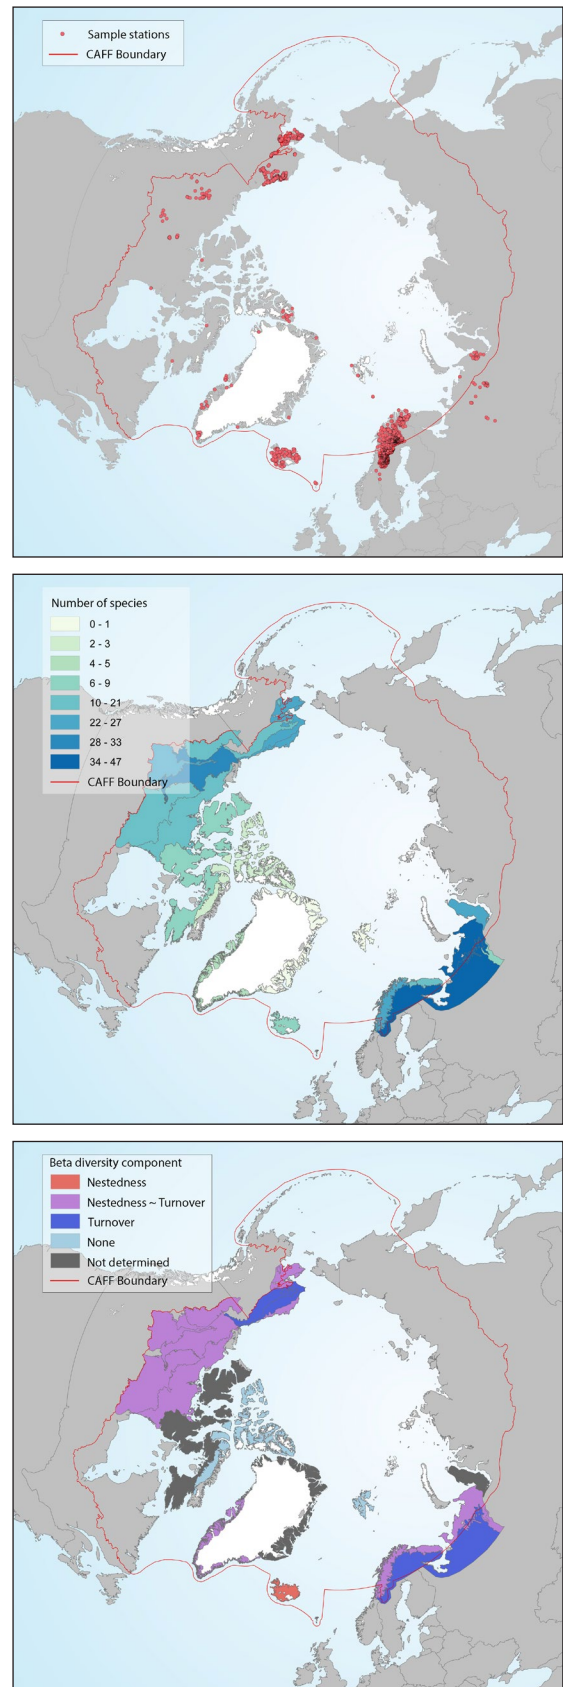 Sample stations
CAFF Boundary
Number of species
0 - 1
2 - 3
4 - 5
6 - 9
10 - 21
22 - 27
28 - 33
34 - 47
CAFF Boundary
Beta diversity component
Nestedness
Nestedness ~ Turnover
Turnover
None
Not determined
CAFF Boundary